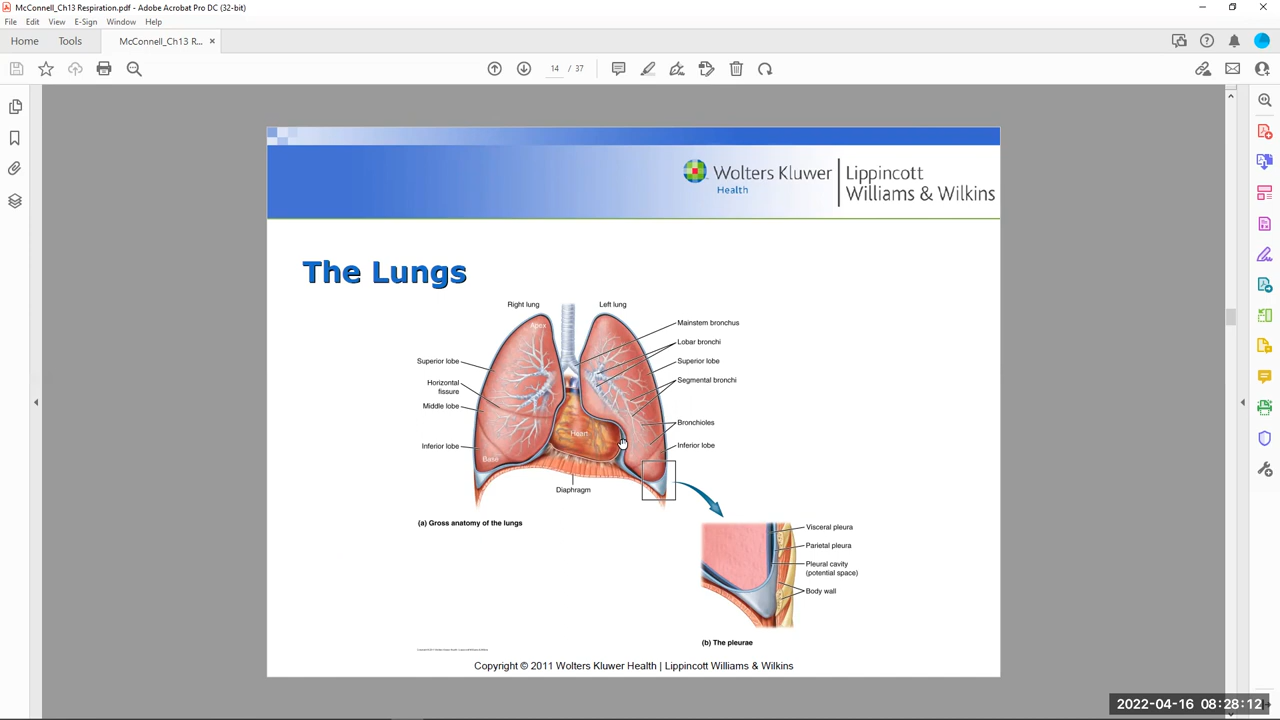 McConnell_Ch13 Respiration.pdf - Adobe Acrobat Pro DC (32-bit)
File Edit View E-Sign Window Help
Home Tools McConnell_Ch13 R... ×
14 / 37
Wolters Kluwer
Health
Lippincott
Williams & Wilkins
The Lungs
Right lung
Left lung
Apex
Mainstem bronchus
Lobar bronchi
Superior lobe
Superior lobe
Segmental bronchi
Horizontal
fissure
Middle lobe
Bronchioles
Heart
Inferior lobe
Inferior lobe
Base
Diaphragm
(a) Gross anatomy of the lungs
Visceral pleura
Parietal pleura
Pleural cavity
(potential space)
Body wall
(b) The pleurae
Copyright © 2011 Wolters Kluwer Health | Lippincott Williams & Wilkins
2022-04-16 08:28:12